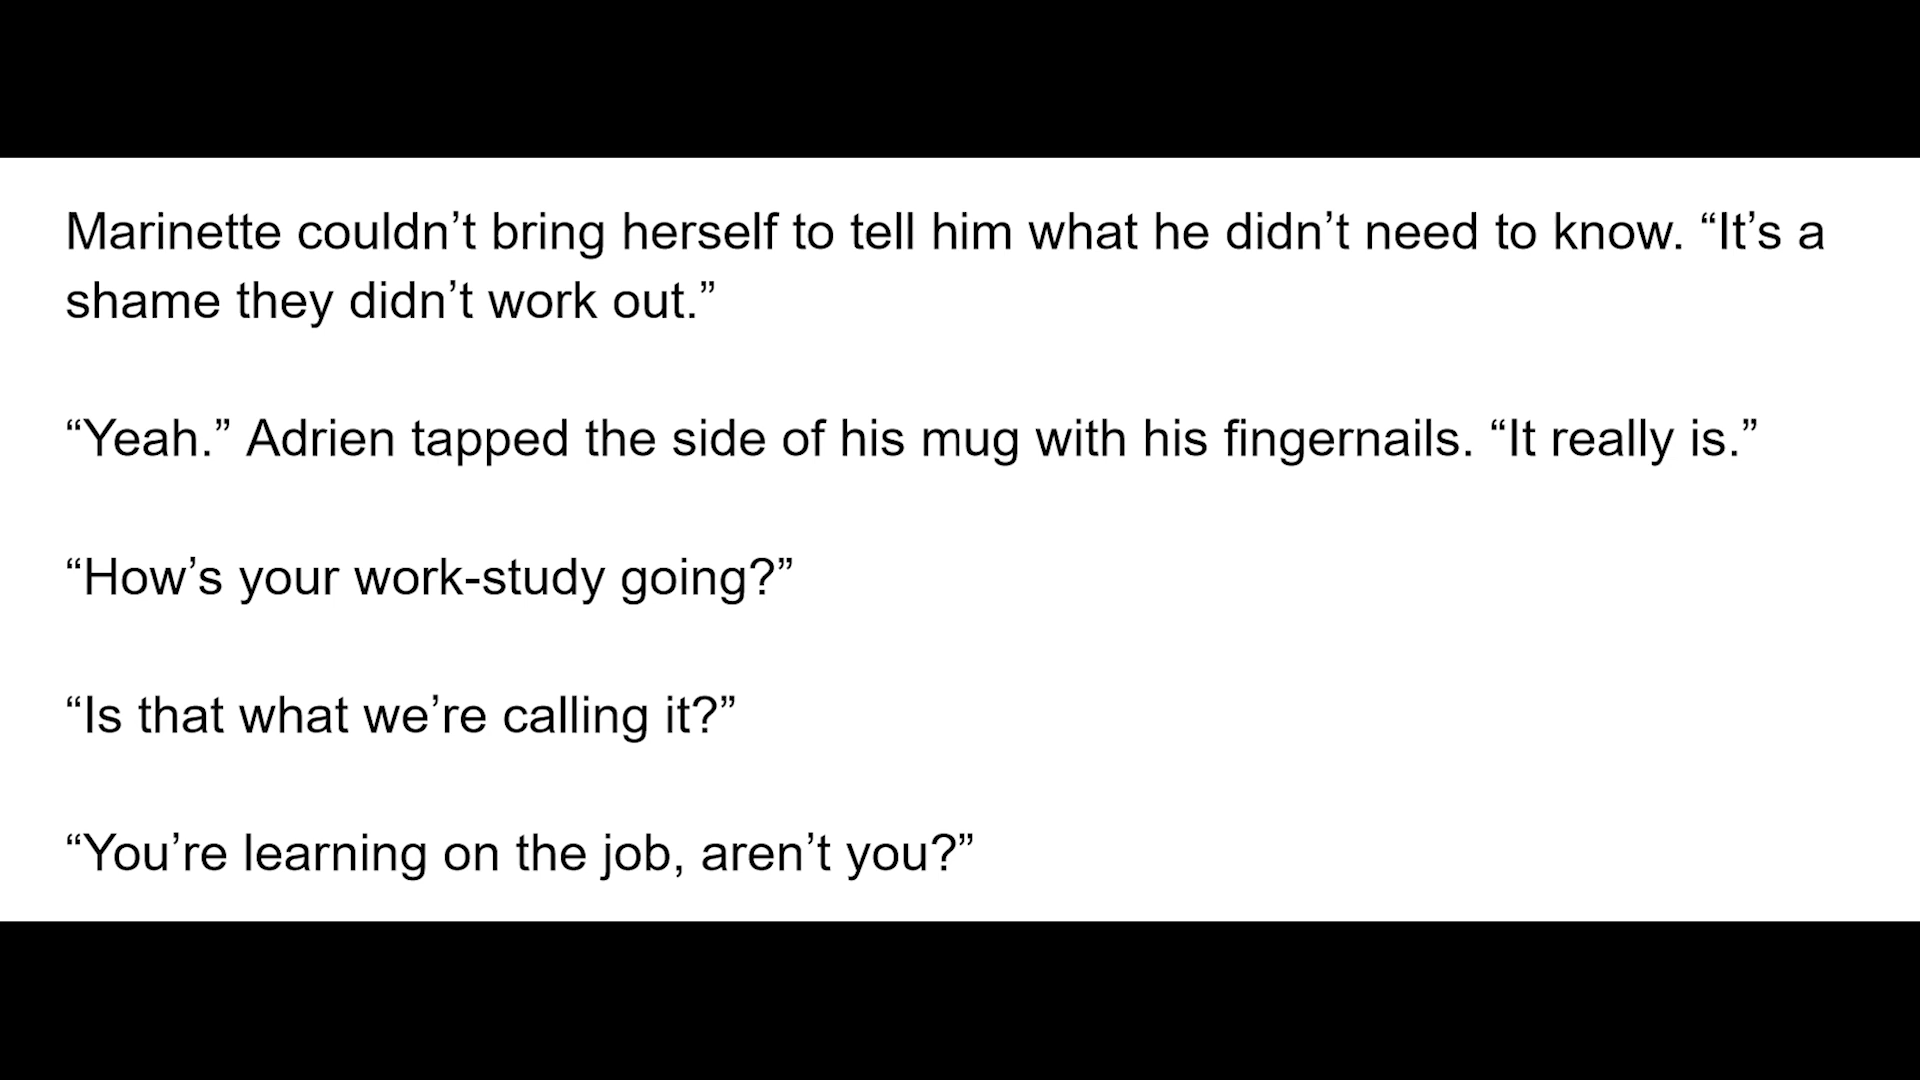 Marinette couldn’t bring herself to tell him what he didn’t need to know. “It’s a
shame they didn’t work out.”
“Yeah.” Adrien tapped the side of his mug with his fingernails. “It really is.”
“How’s your work-study going?”
“Is that what we’re calling it?”
“You’re learning on the job, aren’t you?”